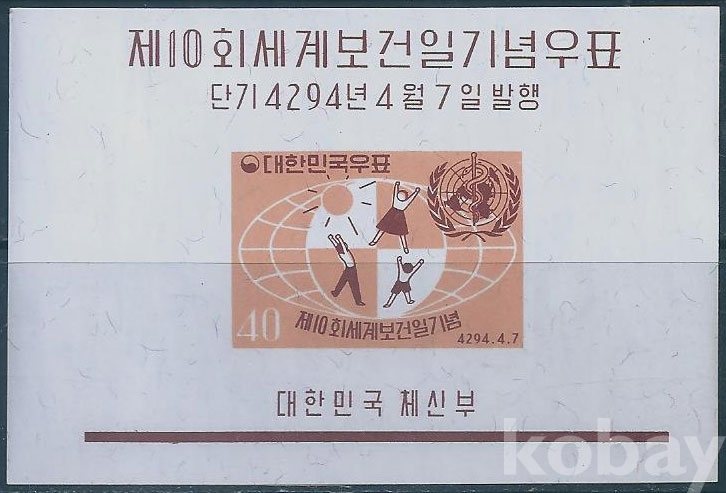 제10회세계보건일기념우표
단기4294년4월7일발행
대한민국우표
40
제10회세계보건일기념
4294.4.7
대한민국 체신부
kobay